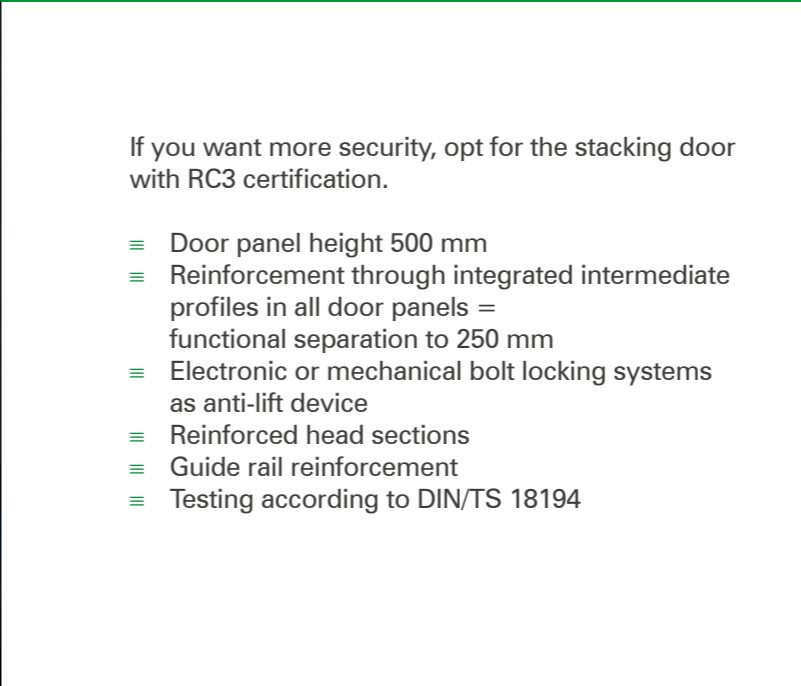 If you want more security, opt for the stacking door
with RC3 certification.
≡ Door panel height 500 mm
≡ Reinforcement through integrated intermediate
profiles in all door panels =
functional separation to 250 mm
≡ Electronic or mechanical bolt locking systems
as anti-lift device
≡ Reinforced head sections
≡ Guide rail reinforcement
≡ Testing according to DIN/TS 18194